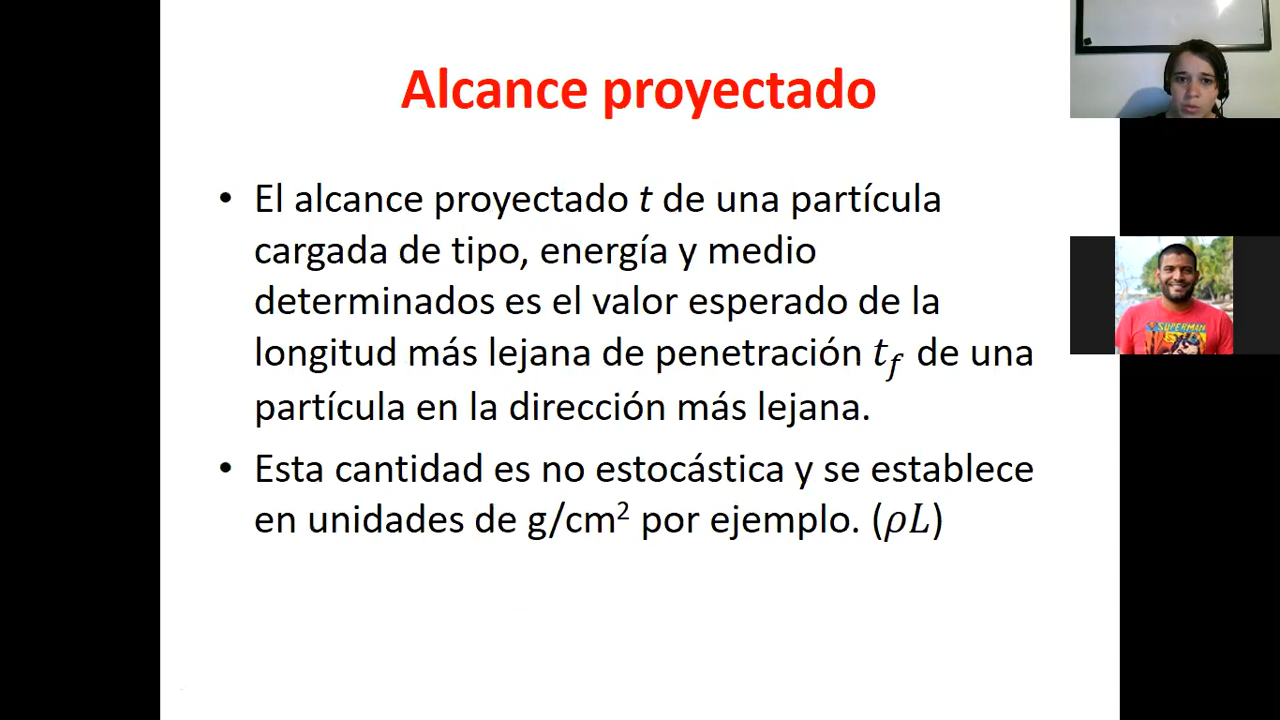 Alcance proyectado
• El alcance proyectado t de una partícula
cargada de tipo, energía y medio
determinados es el valor esperado de la
longitud más lejana de penetración t_f de una
partícula en la dirección más lejana.
• Esta cantidad es no estocástica y se establece
en unidades de g/cm² por ejemplo. (ρL)
SUPERMAN